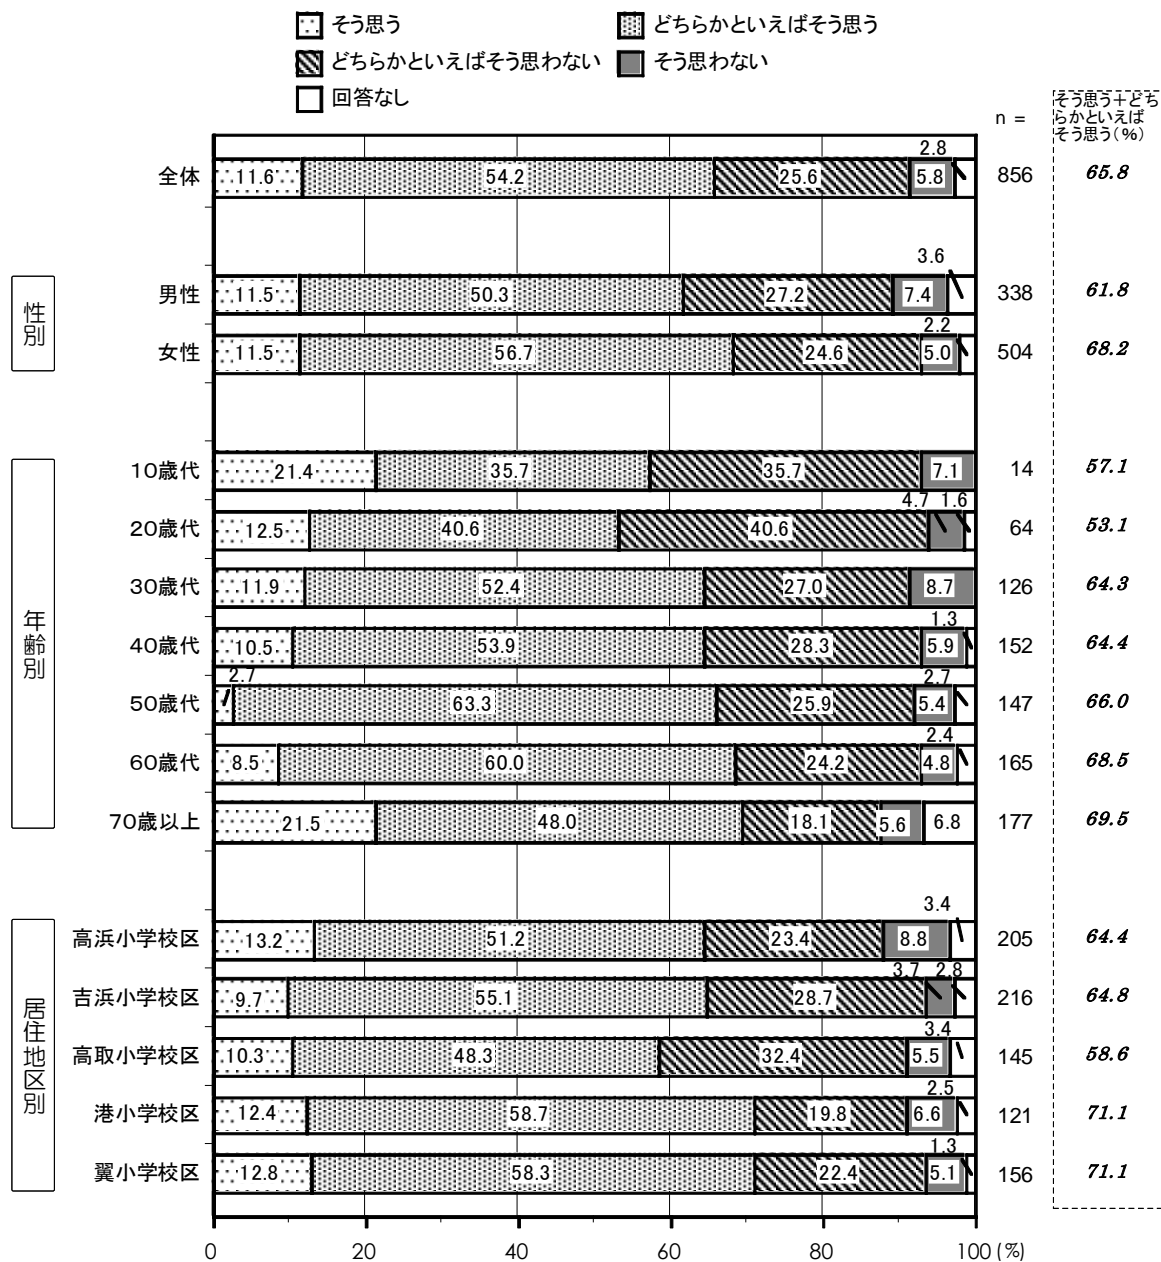 そう思う どちらかといえばそう思う
どちらかといえばそう思わない そう思わない
回答なし
n =
そう思う＋どち
らかといえば
そう思う(%)
2.8
全体 11.6 54.2 25.6 5.8 856 65.8
3.6
性別
男性 11.5 50.3 27.2 7.4 338 61.8
2.2
女性 11.5 56.7 24.6 5.0 504 68.2
年齢別
10歳代 21.4 35.7 35.7 7.1 14 57.1
4.7 1.6
20歳代 12.5 40.6 40.6 64 53.1
30歳代 11.9 52.4 27.0 8.7 126 64.3
1.3
40歳代 10.5 53.9 28.3 5.9 152 64.4
2.7 2.7
50歳代 63.3 25.9 5.4 147 66.0
2.4
60歳代 8.5 60.0 24.2 4.8 165 68.5
70歳以上 21.5 48.0 18.1 5.6 6.8 177 69.5
居住地区別
3.4
高浜小学校区 13.2 51.2 23.4 8.8 205 64.4
3.7 2.8
吉浜小学校区 9.7 55.1 28.7 216 64.8
3.4
高取小学校区 10.3 48.3 32.4 5.5 145 58.6
2.5
港小学校区 12.4 58.7 19.8 6.6 121 71.1
1.3
翼小学校区 12.8 58.3 22.4 5.1 156 71.1
0 20 40 60 80 100 (%)